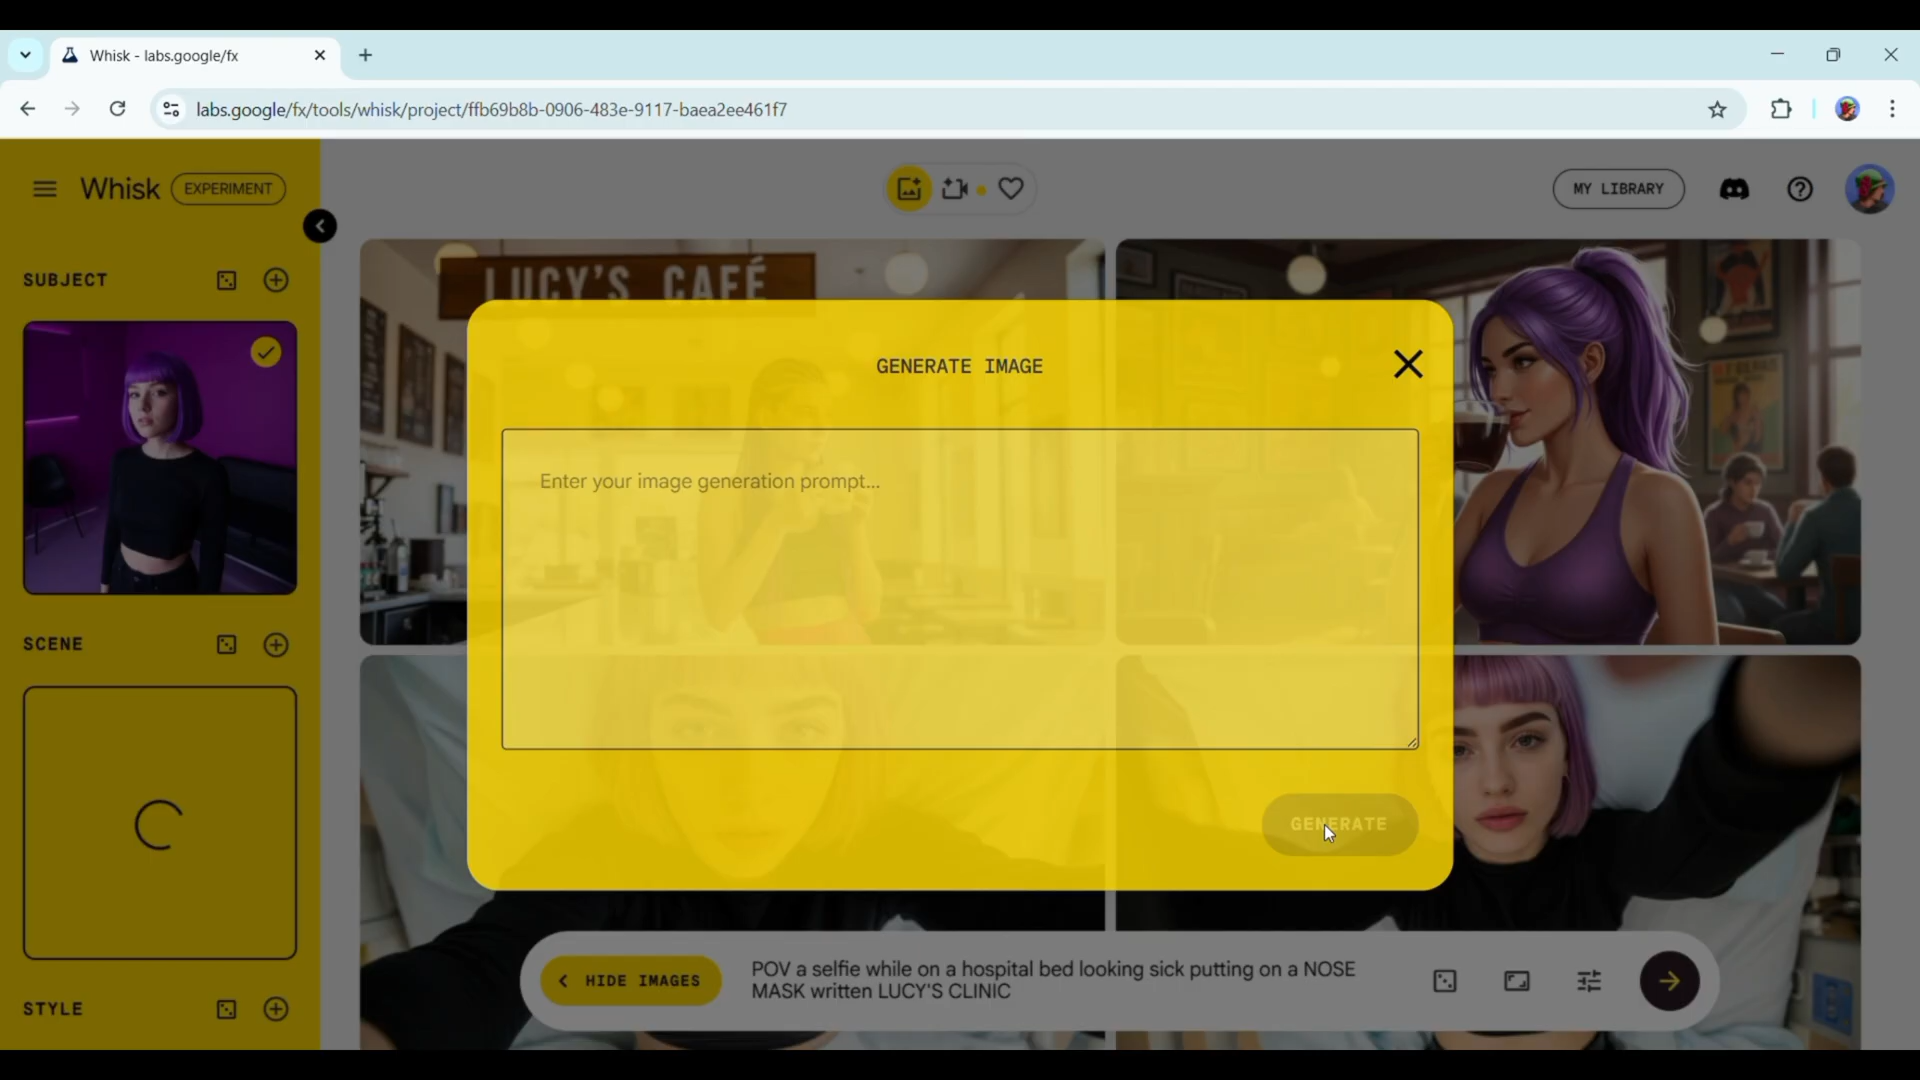 Whisk - labs.google/fx
labs.google/fx/tools/whisk/project/ffb69b8b-0906-483e-9117-baea2ee461f7
Whisk EXPERIMENT
MY LIBRARY
SUBJECT
LUCY'S CAFÉ
GENERATE IMAGE
Enter your image generation prompt...
SCENE
GENERATE
HIDE IMAGES
POV a selfie while on a hospital bed looking sick putting on a NOSE
MASK written LUCY'S CLINIC
STYLE